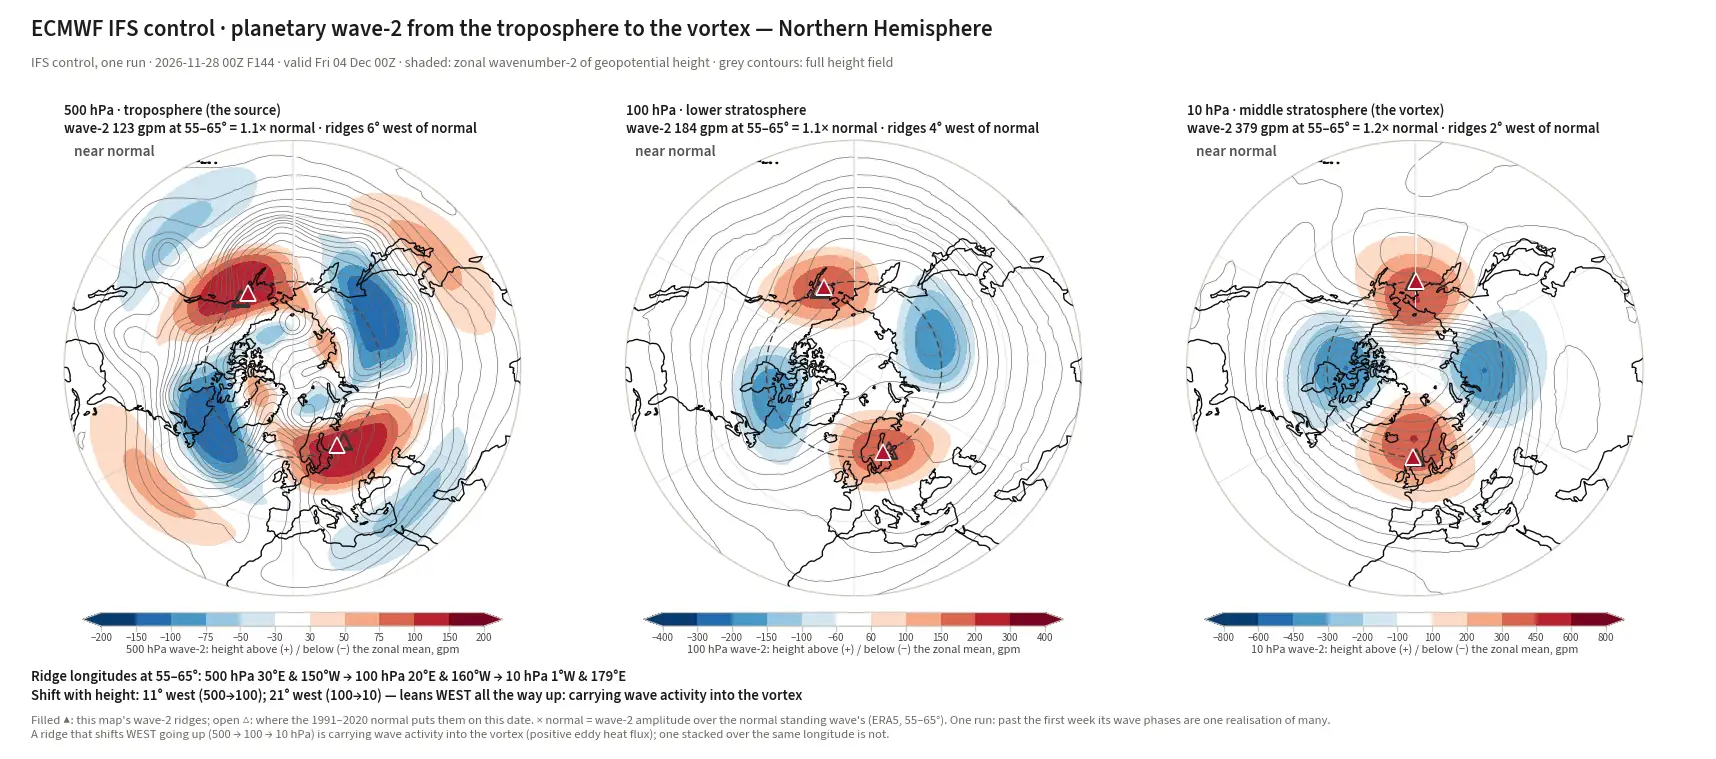 ECMWF IFS control · planetary wave-2 from the troposphere to the vortex — Northern Hemisphere
IFS control, one run · 2026-11-28 00Z F144 · valid Fri 04 Dec 00Z · shaded: zonal wavenumber-2 of geopotential height · grey contours: full height field
500 hPa · troposphere (the source)
wave-2 123 gpm at 55–65° = 1.1× normal · ridges 6° west of normal
near normal
100 hPa · lower stratosphere
wave-2 184 gpm at 55–65° = 1.1× normal · ridges 4° west of normal
near normal
10 hPa · middle stratosphere (the vortex)
wave-2 379 gpm at 55–65° = 1.2× normal · ridges 2° west of normal
near normal
−200 −150 −100 −75 −50 −30 30 50 75 100 150 200
500 hPa wave-2: height above (+) / below (−) the zonal mean, gpm
−400 −300 −200 −150 −100 −60 60 100 150 200 300 400
100 hPa wave-2: height above (+) / below (−) the zonal mean, gpm
−800 −600 −450 −300 −200 −100 100 200 300 450 600 800
10 hPa wave-2: height above (+) / below (−) the zonal mean, gpm
Ridge longitudes at 55–65°: 500 hPa 30°E & 150°W → 100 hPa 20°E & 160°W → 10 hPa 1°W & 179°E
Shift with height: 11° west (500→100); 21° west (100→10) — leans WEST all the way up: carrying wave activity into the vortex
Filled ▲: this map's wave-2 ridges; open △: where the 1991–2020 normal puts them on this date. × normal = wave-2 amplitude over the normal standing wave's (ERA5, 55–65°). One run: past the first week its wave phases are one realisation of many.
A ridge that shifts WEST going up (500 → 100 → 10 hPa) is carrying wave activity into the vortex (positive eddy heat flux); one stacked over the same longitude is not.